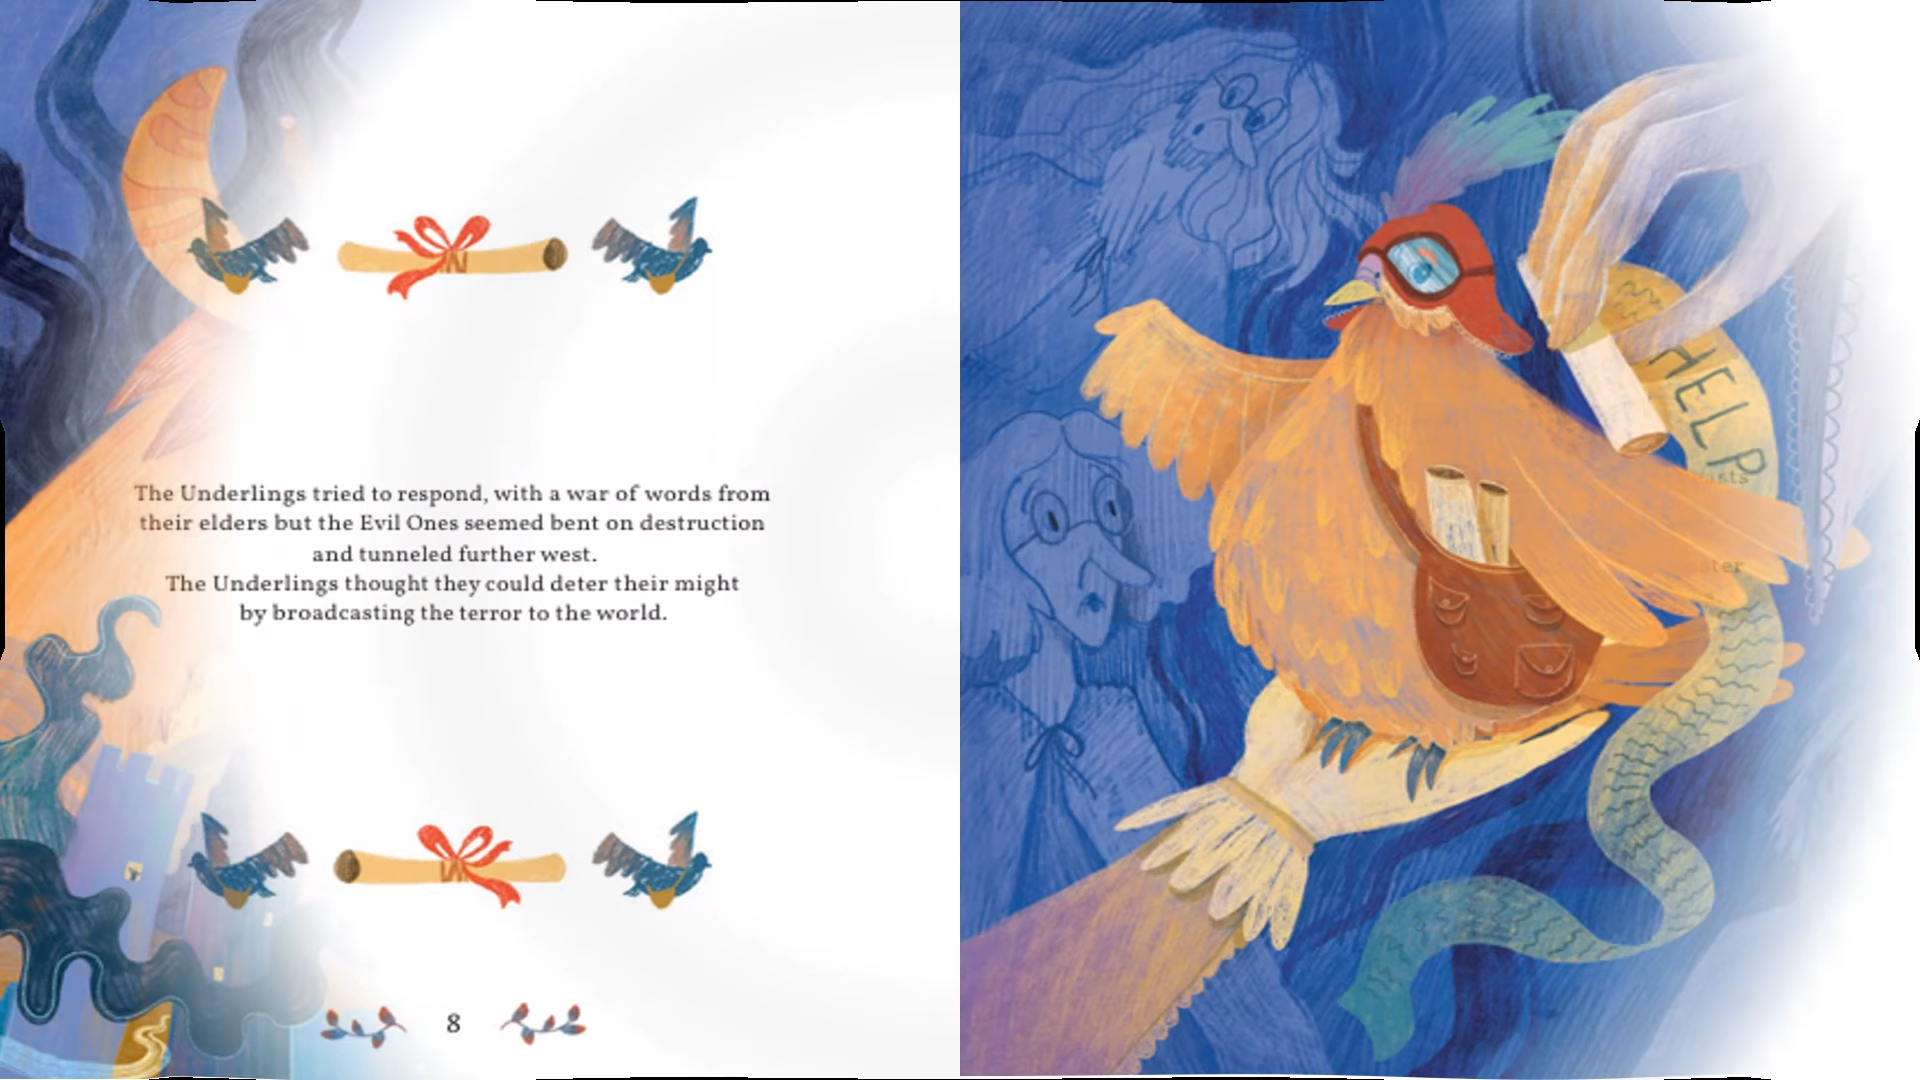 The Underlings tried to respond, with a war of words from
their elders but the Evil Ones seemed bent on destruction
and tunneled further west.
The Underlings thought they could deter their might
by broadcasting the terror to the world.
8
HELP